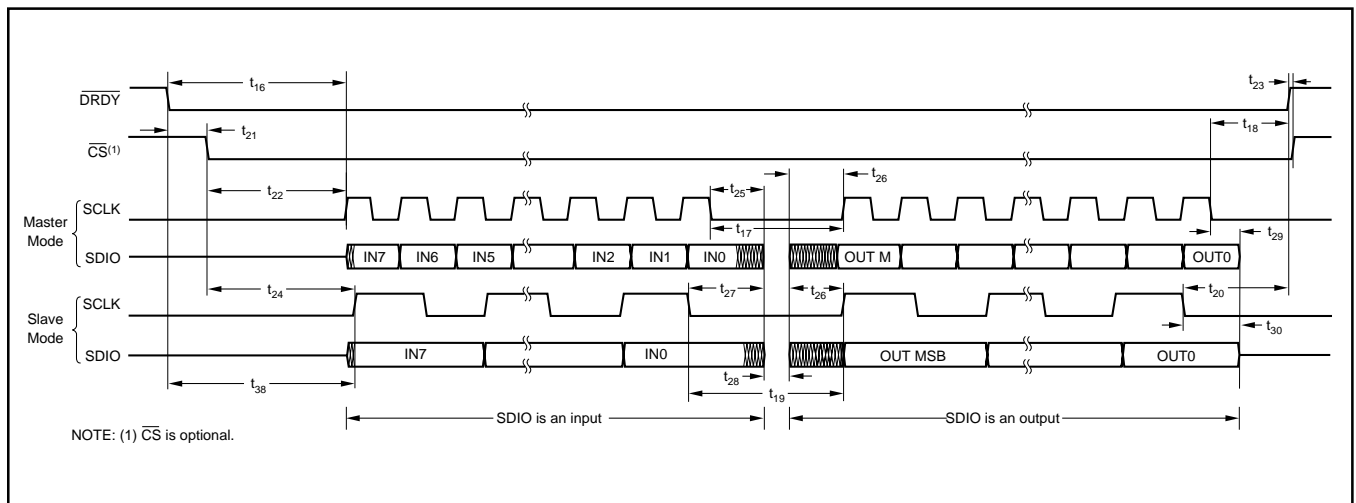 t16
t23
DRDY
t21
t18
CS(1)
t22
t25
t26
SCLK
Master
Mode
t17
t29
SDIO
IN7
IN6
IN5
IN2
IN1
IN0
OUT M
OUT0
t24
t27
t26
t20
SCLK
Slave
Mode
t30
SDIO
IN7
IN0
OUT MSB
OUT0
t28
t38
t19
SDIO is an input
SDIO is an output
NOTE: (1) CS is optional.